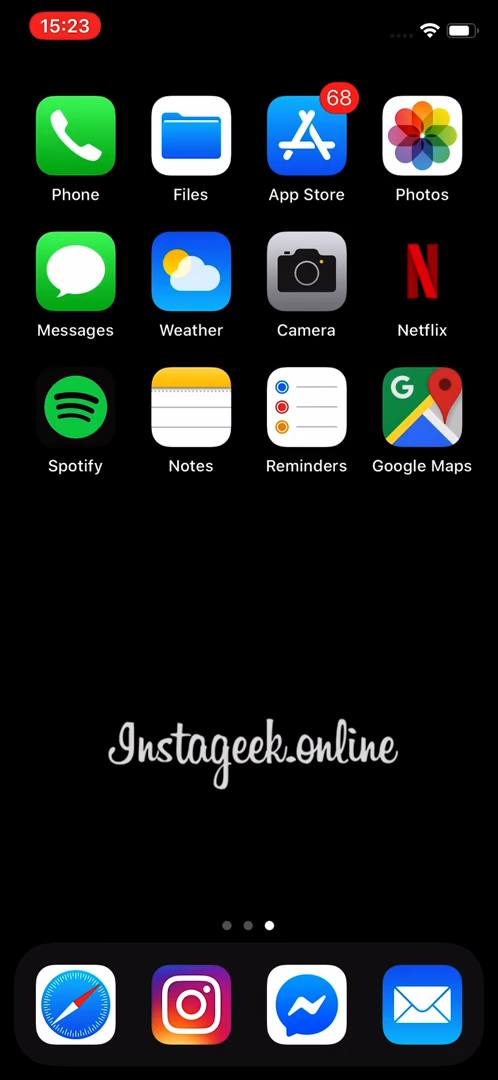 15:23
68
Phone Files App Store Photos
Messages Weather Camera Netflix
Spotify Notes Reminders Google Maps
Instageek.online